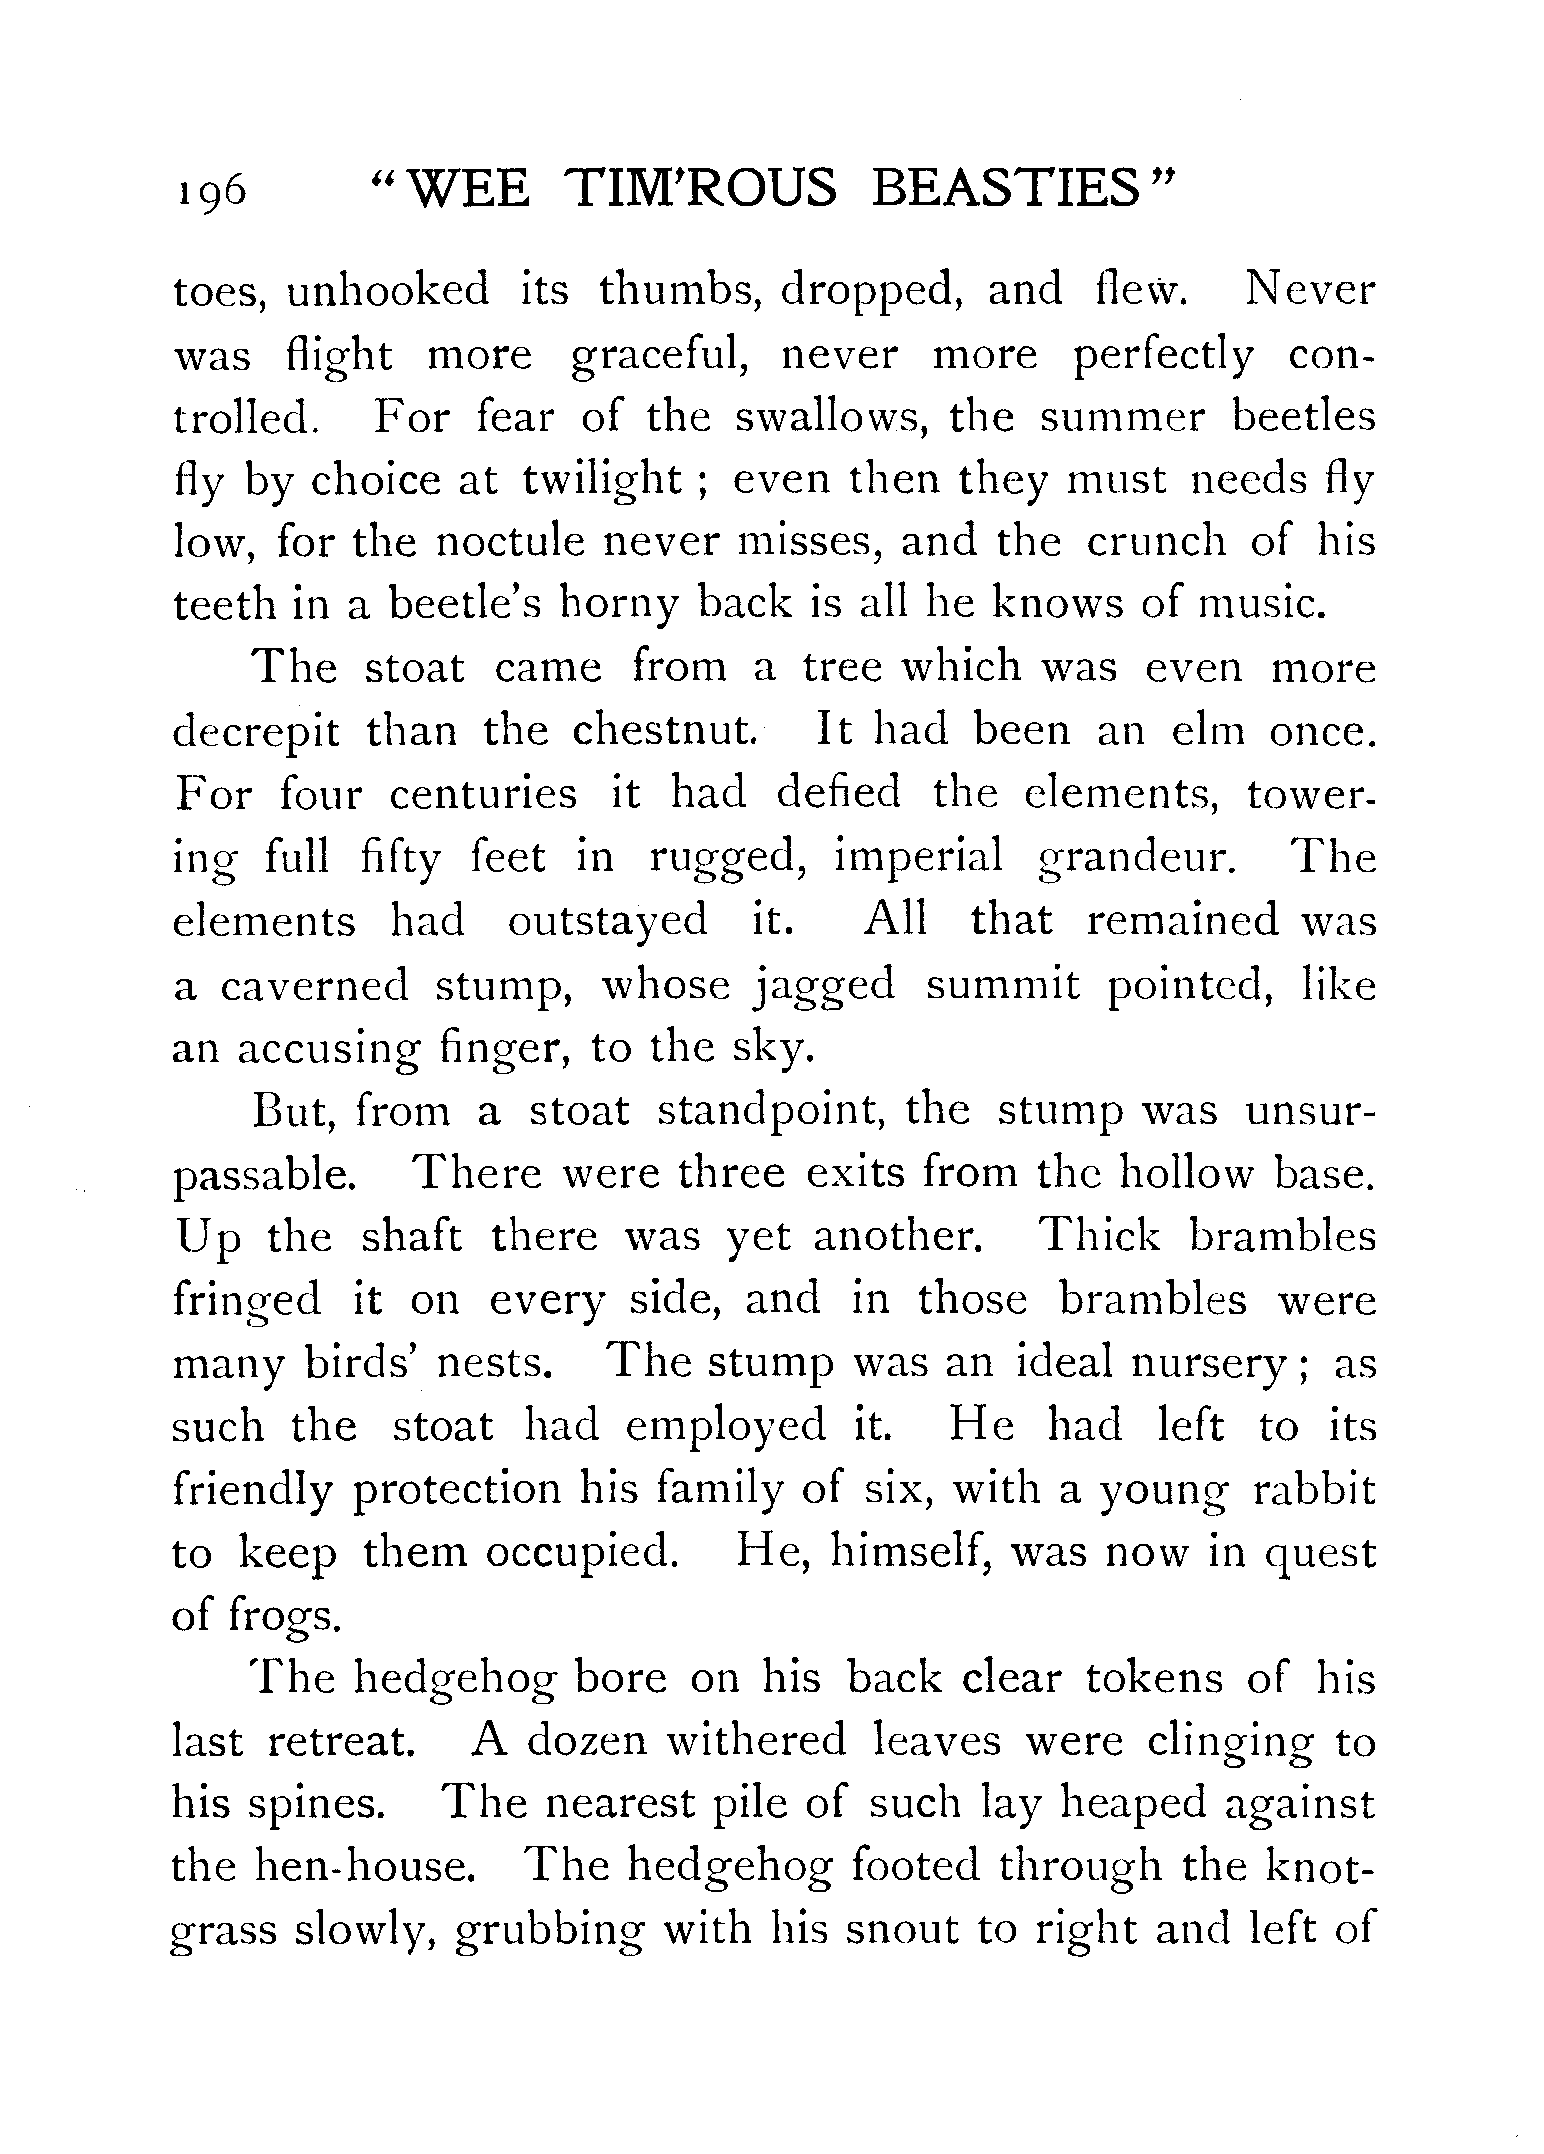 196 "WEE TIM'ROUS BEASTIES"
toes, unhooked its thumbs, dropped, and flew. Never
was flight more graceful, never more perfectly con-
trolled. For fear of the swallows, the summer beetles
fly by choice at twilight ; even then they must needs fly
low, for the noctule never misses, and the crunch of his
teeth in a beetle's horny back is all he knows of music.
The stoat came from a tree which was even more
decrepit than the chestnut. It had been an elm once.
For four centuries it had defied the elements, tower-
ing full fifty feet in rugged, imperial grandeur. The
elements had outstayed it. All that remained was
a caverned stump, whose jagged summit pointed, like
an accusing finger, to the sky.
But, from a stoat standpoint, the stump was unsur-
passable. There were three exits from the hollow base.
Up the shaft there was yet another. Thick brambles
fringed it on every side, and in those brambles were
many birds' nests. The stump was an ideal nursery ; as
such the stoat had employed it. He had left to its
friendly protection his family of six, with a young rabbit
to keep them occupied. He, himself, was now in quest
of frogs.
The hedgehog bore on his back clear tokens of his
last retreat. A dozen withered leaves were clinging to
his spines. The nearest pile of such lay heaped against
the hen-house. The hedgehog footed through the knot-
grass slowly, grubbing with his snout to right and left of